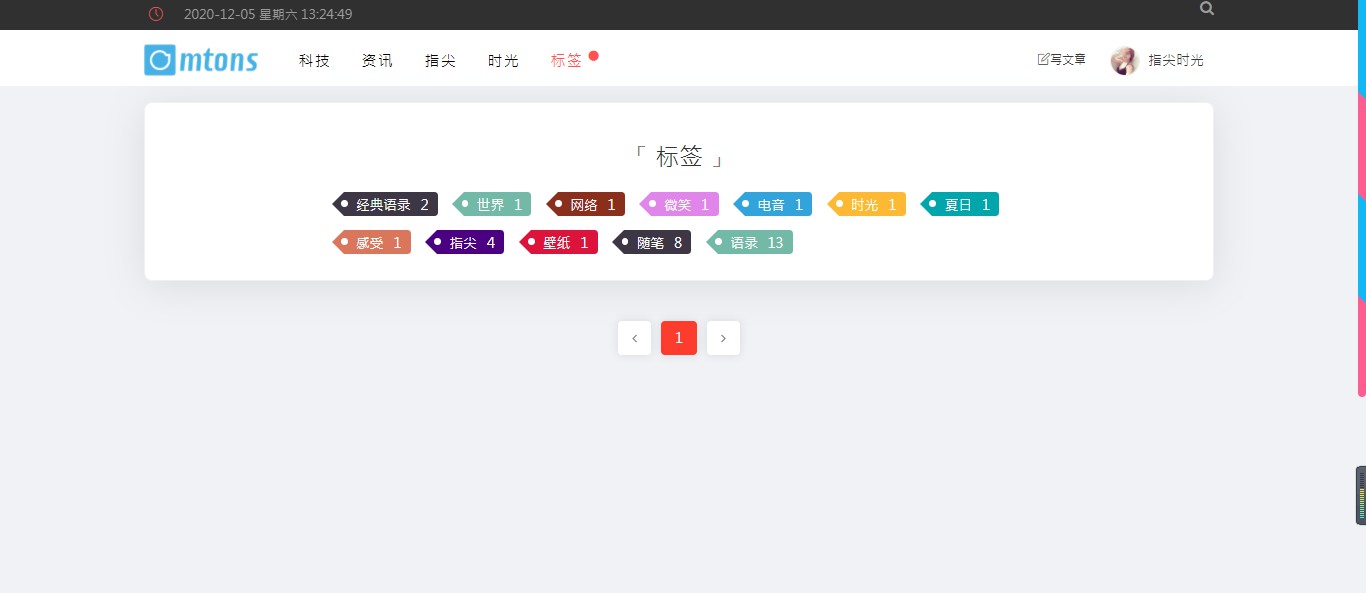 2020-12-05 星期六 13:24:49
mtons 科技 资讯 指尖 时光 标签 写文章 指尖时光
「 标签 」
经典语录 2 世界 1 网络 1 微笑 1 电音 1 时光 1 夏日 1
感受 1 指尖 4 壁纸 1 随笔 8 语录 13
‹ 1 ›